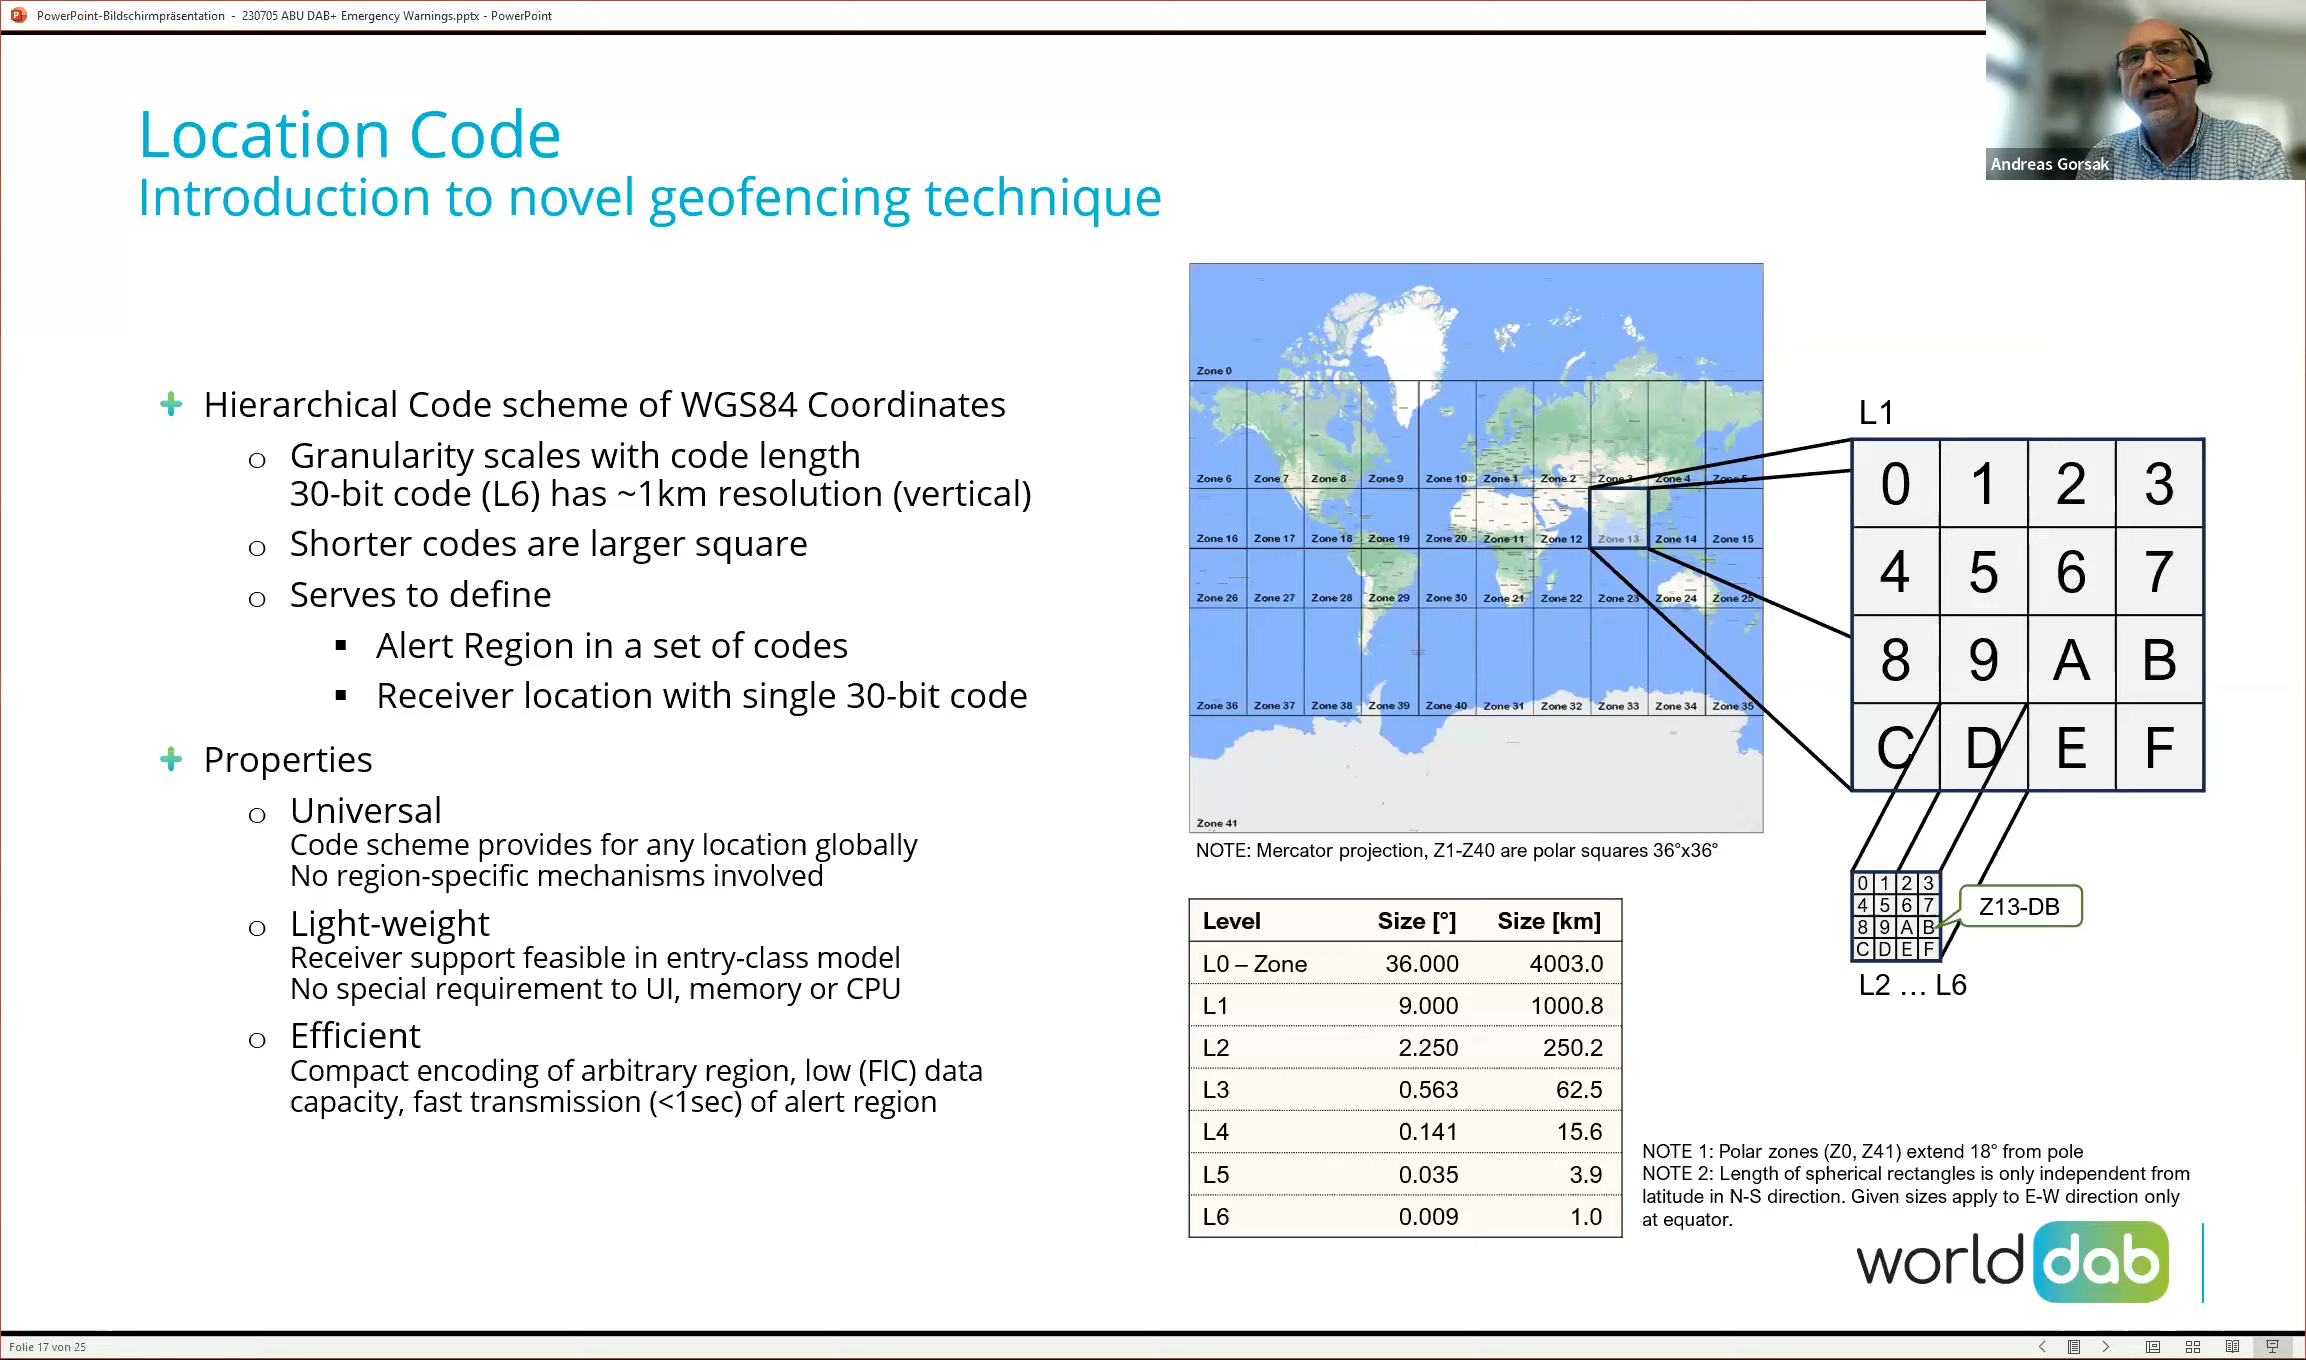 PowerPoint-Bildschirmpräsentation - 230705 ABU DAB+ Emergency Warnings.pptx - PowerPoint
Andreas Gorsak
Location Code
Introduction to novel geofencing technique
Hierarchical Code scheme of WGS84 Coordinates
o Granularity scales with code length
30-bit code (L6) has ~1km resolution (vertical)
o Shorter codes are larger square
o Serves to define
▪ Alert Region in a set of codes
▪ Receiver location with single 30-bit code
Properties
o Universal
Code scheme provides for any location globally
No region-specific mechanisms involved
o Light-weight
Receiver support feasible in entry-class model
No special requirement to UI, memory or CPU
o Efficient
Compact encoding of arbitrary region, low (FIC) data
capacity, fast transmission (<1sec) of alert region
Zone 0
Zone 6 Zone 7 Zone 8 Zone 9 Zone 10 Zone 1 Zone 2 Zone 3 Zone 4 Zone 5
Zone 16 Zone 17 Zone 18 Zone 19 Zone 20 Zone 11 Zone 12 Zone 13 Zone 14 Zone 15
Zone 26 Zone 27 Zone 28 Zone 29 Zone 30 Zone 21 Zone 22 Zone 23 Zone 24 Zone 25
Zone 36 Zone 37 Zone 38 Zone 39 Zone 40 Zone 31 Zone 32 Zone 33 Zone 34 Zone 35
Zone 41
NOTE: Mercator projection, Z1-Z40 are polar squares 36°x36°
L1
0 1 2 3
4 5 6 7
8 9 A B
C D E F
0 1 2 3
4 5 6 7
8 9 A B
C D E F
Z13-DB
L2 ... L6
Level Size [°] Size [km]
L0 – Zone 36.000 4003.0
L1 9.000 1000.8
L2 2.250 250.2
L3 0.563 62.5
L4 0.141 15.6
L5 0.035 3.9
L6 0.009 1.0
NOTE 1: Polar zones (Z0, Z41) extend 18° from pole
NOTE 2: Length of spherical rectangles is only independent from
latitude in N-S direction. Given sizes apply to E-W direction only
at equator.
world dab
Folie 17 von 25